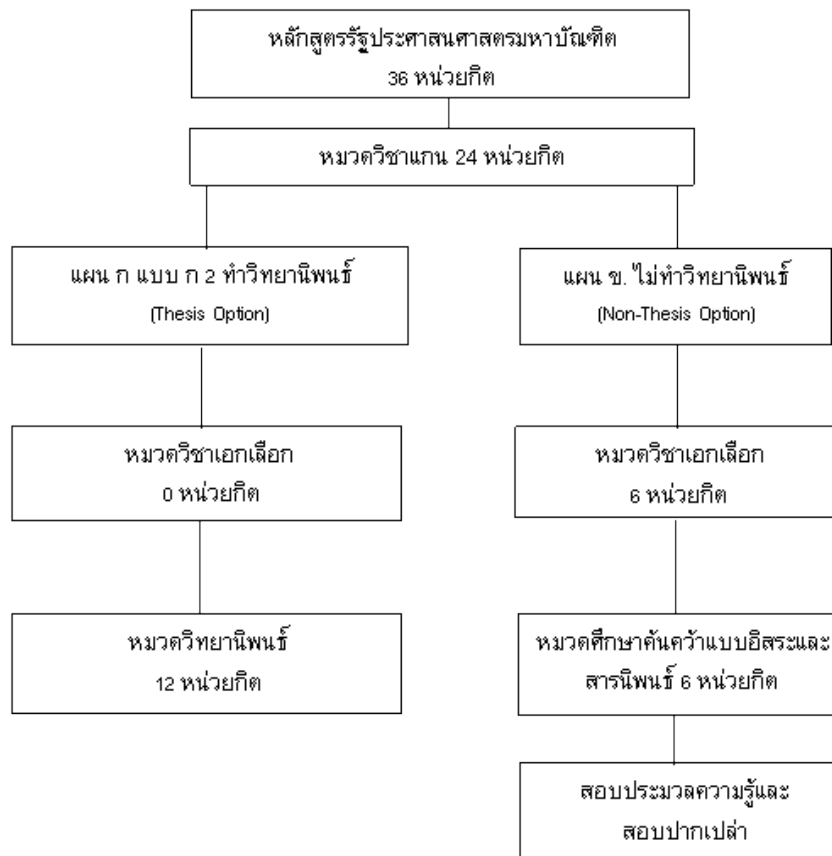 หลักสูตรรัฐประศาสนศาสตรมหาบัณฑิต
36 หน่วยกิต
หมวดวิชาแกน 24 หน่วยกิต
แผน ก แบบ ก 2 ทำวิทยานิพนธ์
(Thesis Option)
แผน ข. ไม่ทำวิทยานิพนธ์
(Non-Thesis Option)
หมวดวิชาเอกเลือก
0 หน่วยกิต
หมวดวิชาเอกเลือก
6 หน่วยกิต
หมวดวิทยานิพนธ์
12 หน่วยกิต
หมวดศึกษาค้นคว้าแบบอิสระและ
สารนิพนธ์ 6 หน่วยกิต
สอบประมวลความรู้และ
สอบปากเปล่า